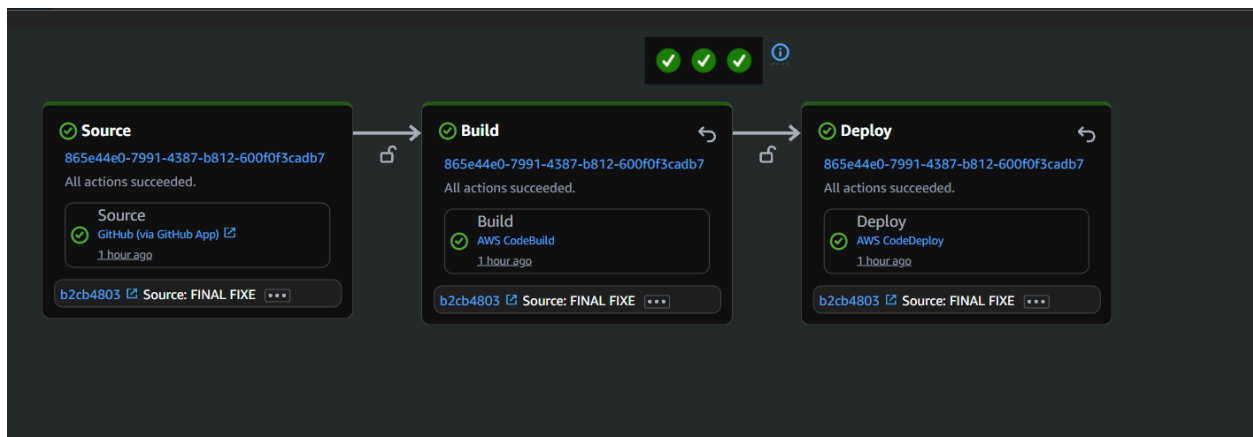 Source
865e44e0-7991-4387-b812-600f0f3cadb7
All actions succeeded.
Source
GitHub (via GitHub App)
1 hour ago
b2cb4803 Source: FINAL FIXE
Build
865e44e0-7991-4387-b812-600f0f3cadb7
All actions succeeded.
Build
AWS CodeBuild
1 hour ago
b2cb4803 Source: FINAL FIXE
Deploy
865e44e0-7991-4387-b812-600f0f3cadb7
All actions succeeded.
Deploy
AWS CodeDeploy
1 hour ago
b2cb4803 Source: FINAL FIXE